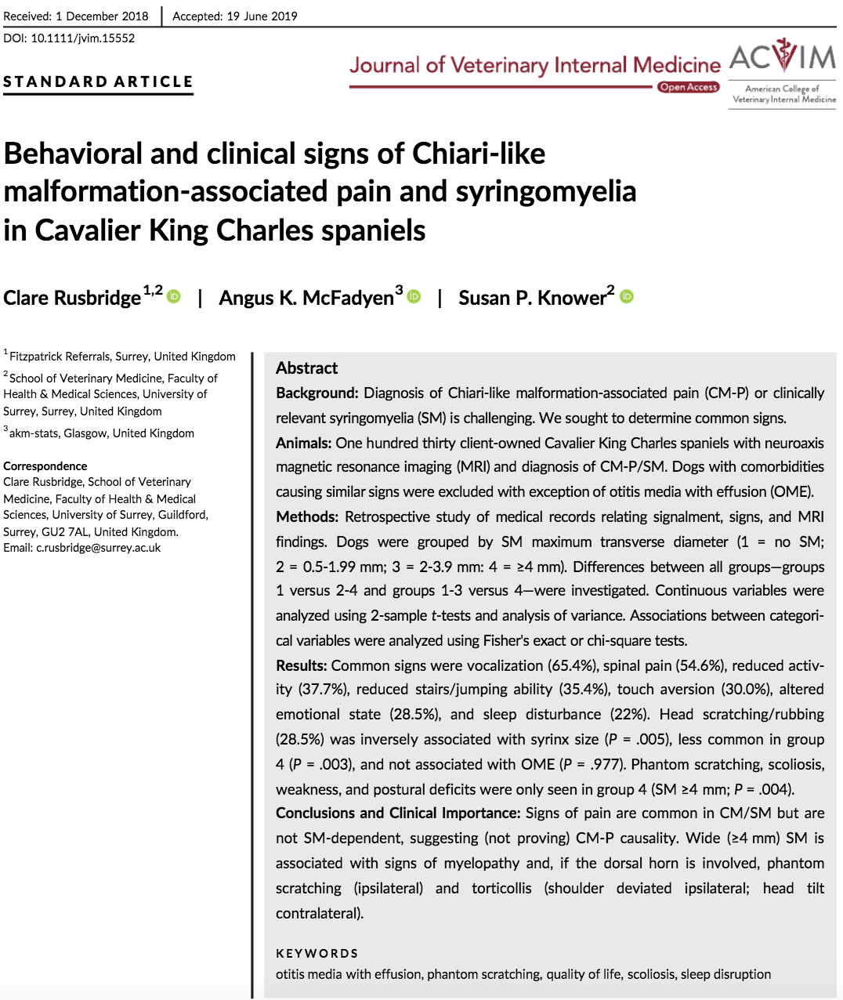 Received: 1 December 2018 | Accepted: 19 June 2019
DOI: 10.1111/jvim.15552
STANDARD ARTICLE
Journal of Veterinary Internal Medicine
Open Access
ACVIM
American College of
Veterinary Internal Medicine
Behavioral and clinical signs of Chiari-like
malformation-associated pain and syringomyelia
in Cavalier King Charles spaniels
Clare Rusbridge1,2 iD | Angus K. McFadyen3 iD | Susan P. Knower2 iD
1Fitzpatrick Referrals, Surrey, United Kingdom
2School of Veterinary Medicine, Faculty of
Health & Medical Sciences, University of
Surrey, Surrey, United Kingdom
3akm-stats, Glasgow, United Kingdom
Correspondence
Clare Rusbridge, School of Veterinary
Medicine, Faculty of Health & Medical
Sciences, University of Surrey, Guildford,
Surrey, GU2 7AL, United Kingdom.
Email: c.rusbridge@surrey.ac.uk
Abstract
Background: Diagnosis of Chiari-like malformation-associated pain (CM-P) or clinically
relevant syringomyelia (SM) is challenging. We sought to determine common signs.
Animals: One hundred thirty client-owned Cavalier King Charles spaniels with neuroaxis
magnetic resonance imaging (MRI) and diagnosis of CM-P/SM. Dogs with comorbidities
causing similar signs were excluded with exception of otitis media with effusion (OME).
Methods: Retrospective study of medical records relating signalment, signs, and MRI
findings. Dogs were grouped by SM maximum transverse diameter (1 = no SM;
2 = 0.5-1.99 mm; 3 = 2-3.9 mm: 4 = ≥4 mm). Differences between all groups—groups
1 versus 2-4 and groups 1-3 versus 4—were investigated. Continuous variables were
analyzed using 2-sample t-tests and analysis of variance. Associations between categori-
cal variables were analyzed using Fisher's exact or chi-square tests.
Results: Common signs were vocalization (65.4%), spinal pain (54.6%), reduced activ-
ity (37.7%), reduced stairs/jumping ability (35.4%), touch aversion (30.0%), altered
emotional state (28.5%), and sleep disturbance (22%). Head scratching/rubbing
(28.5%) was inversely associated with syrinx size (P = .005), less common in group
4 (P = .003), and not associated with OME (P = .977). Phantom scratching, scoliosis,
weakness, and postural deficits were only seen in group 4 (SM ≥4 mm; P = .004).
Conclusions and Clinical Importance: Signs of pain are common in CM/SM but are
not SM-dependent, suggesting (not proving) CM-P causality. Wide (≥4 mm) SM is
associated with signs of myelopathy and, if the dorsal horn is involved, phantom
scratching (ipsilateral) and torticollis (shoulder deviated ipsilateral; head tilt
contralateral).
KEYWORDS
otitis media with effusion, phantom scratching, quality of life, scoliosis, sleep disruption